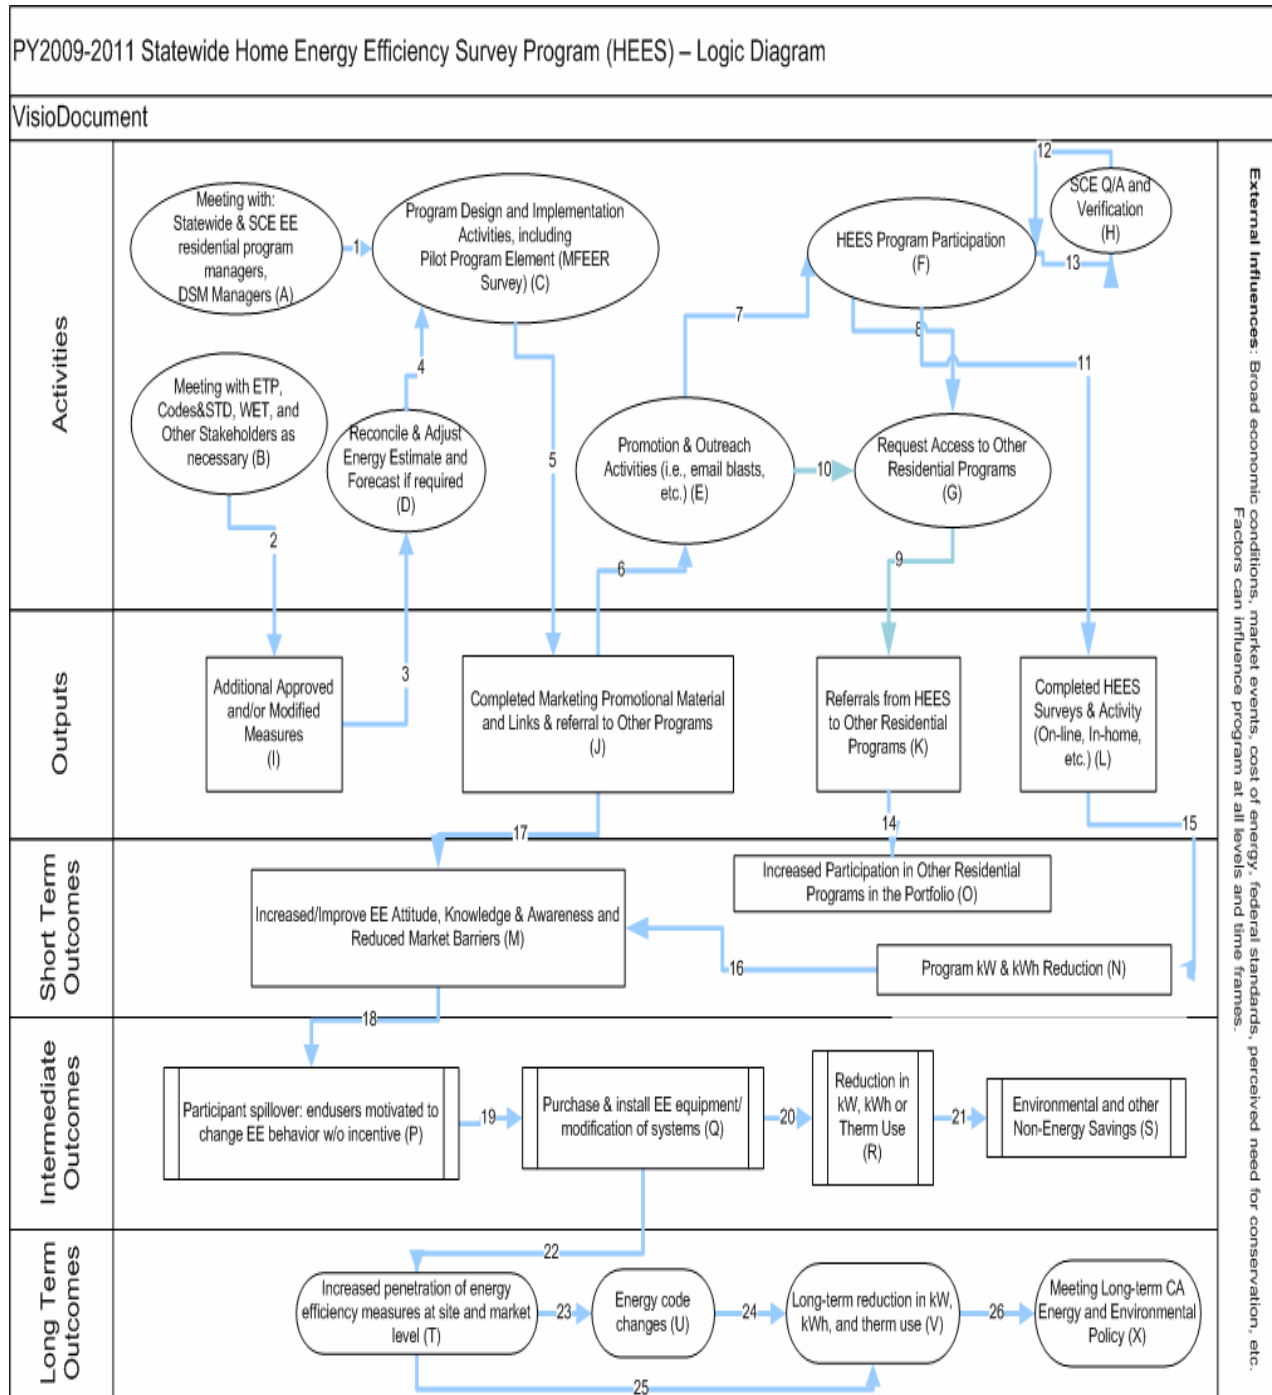 PY2009-2011 Statewide Home Energy Efficiency Survey Program (HEES) – Logic Diagram
VisioDocument
Activities
Meeting with:
Statewide & SCE EE
residential program
managers,
DSM Managers (A)
1
Program Design and Implementation
Activities, including
Pilot Program Element (MFEER
Survey) (C)
HEES Program Participation
(F)
12
SCE Q/A and
Verification
(H)
13
Meeting with ETP,
Codes&STD, WET, and
Other Stakeholders as
necessary (B)
4
Reconcile & Adjust
Energy Estimate and
Forecast if required
(D)
5
7
8
11
Promotion & Outreach
Activities (i.e., email blasts,
etc.) (E)
10
Request Access to Other
Residential Programs
(G)
2
6
9
Outputs
Additional Approved
and/or Modified
Measures
(I)
3
Completed Marketing Promotional Material
and Links & referral to Other Programs
(J)
Referrals from HEES
to Other Residential
Programs (K)
Completed HEES
Surveys & Activity
(On-line, In-home,
etc.) (L)
17
14
15
Short Term
Outcomes
Increased/Improve EE Attitude, Knowledge & Awareness and
Reduced Market Barriers (M)
Increased Participation in Other Residential
Programs in the Portfolio (O)
16
Program kW & kWh Reduction (N)
18
Intermediate
Outcomes
Participant spillover: endusers motivated to
change EE behavior w/o incentive (P)
19
Purchase & install EE equipment/
modification of systems (Q)
20
Reduction in
kW, kWh or
Therm Use
(R)
21
Environmental and other
Non-Energy Savings (S)
22
Long Term
Outcomes
Increased penetration of energy
efficiency measures at site and market
level (T)
23
Energy code
changes (U)
24
Long-term reduction in kW,
kWh, and therm use (V)
26
Meeting Long-term CA
Energy and Environmental
Policy (X)
25
External Influences: Broad economic conditions, market events, cost of energy, federal standards, perceived need for conservation, etc.
Factors can influence program at all levels and time frames.